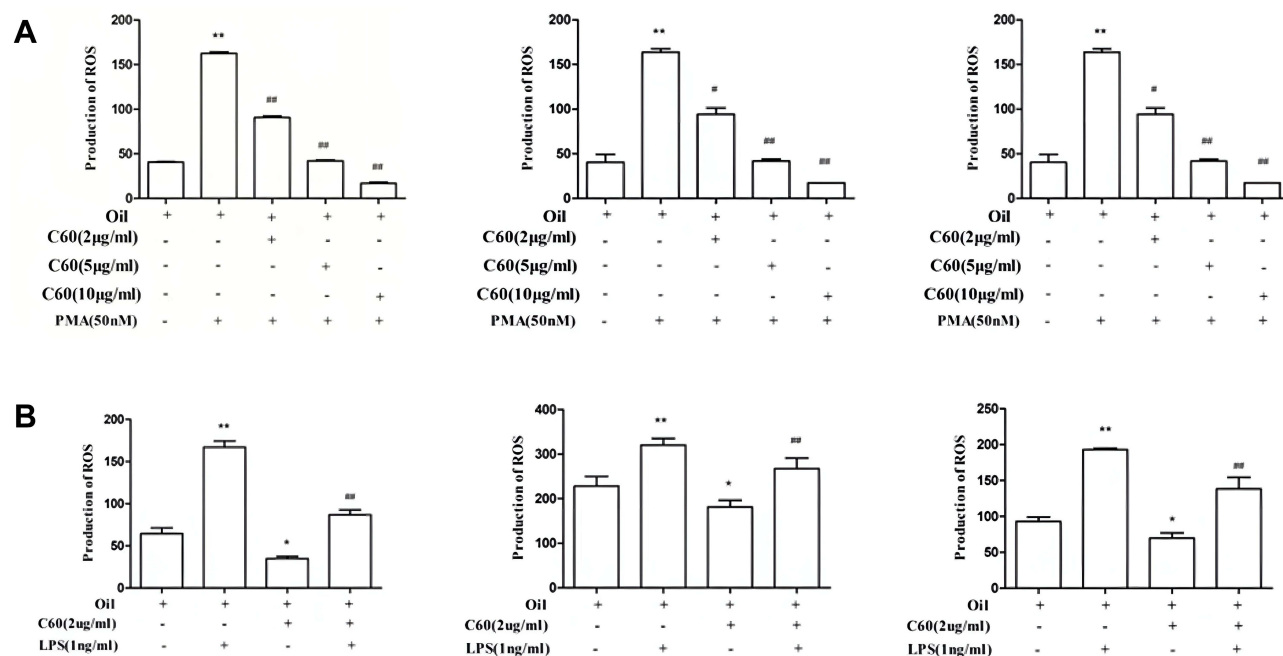 A
Production of ROS
200
150
100
50
0
** ## ## ##
Oil + + + + +
C60(2μg/ml) - - + - -
C60(5μg/ml) - - - + -
C60(10μg/ml) - - - - +
PMA(50nM) - + + + +
Production of ROS
200
150
100
50
0
** # ## ##
Oil + + + + +
C60(2μg/ml) - - + - -
C60(5μg/ml) - - - + -
C60(10μg/ml) - - - - +
PMA(50nM) - + + + +
Production of ROS
200
150
100
50
0
** # ## ##
Oil + + + + +
C60(2μg/ml) - - + - -
C60(5μg/ml) - - - + -
C60(10μg/ml) - - - - +
PMA(50nM) - + + + +
B
Production of ROS
200
150
100
50
0
** * ##
Oil + + + +
C60(2ug/ml) - - + +
LPS(1ng/ml) - + - +
Production of ROS
400
300
200
100
0
** * ##
Oil + + + +
C60(2ug/ml) - - + +
LPS(1ng/ml) - + - +
Production of ROS
250
200
150
100
50
0
** * ##
Oil + + + +
C60(2ug/ml) - - + +
LPS(1ng/ml) - + - +